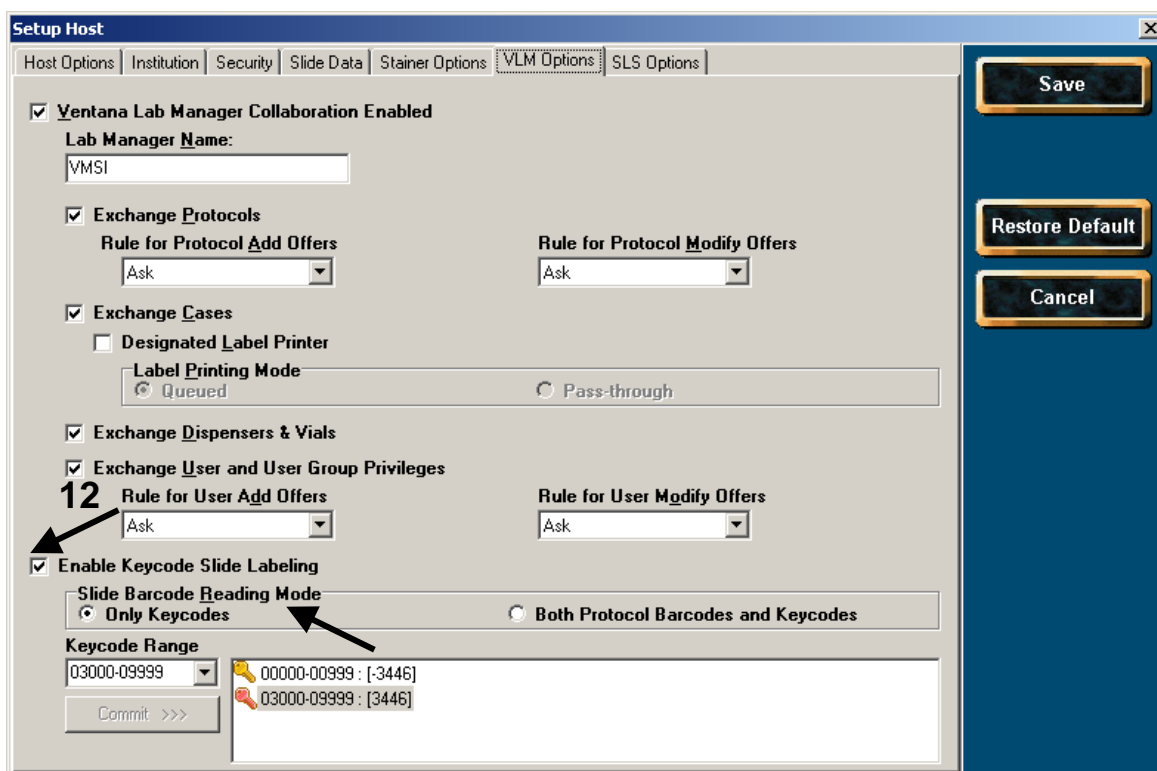 Setup Host
Host Options Institution Security Slide Data Stainer Options VLM Options SLS Options
Save
Restore Default
Cancel
Ventana Lab Manager Collaboration Enabled
Lab Manager Name:
VMSI
Exchange Protocols
Rule for Protocol Add Offers Rule for Protocol Modify Offers
Ask Ask
Exchange Cases
Designated Label Printer
Label Printing Mode
Queued Pass-through
Exchange Dispensers & Vials
Exchange User and User Group Privileges
12 Rule for User Add Offers Rule for User Modify Offers
Ask Ask
Enable Keycode Slide Labeling
Slide Barcode Reading Mode
Only Keycodes Both Protocol Barcodes and Keycodes
Keycode Range
03000-09999 00000-00999 : [-3446]
03000-09999 : [3446]
Commit >>>